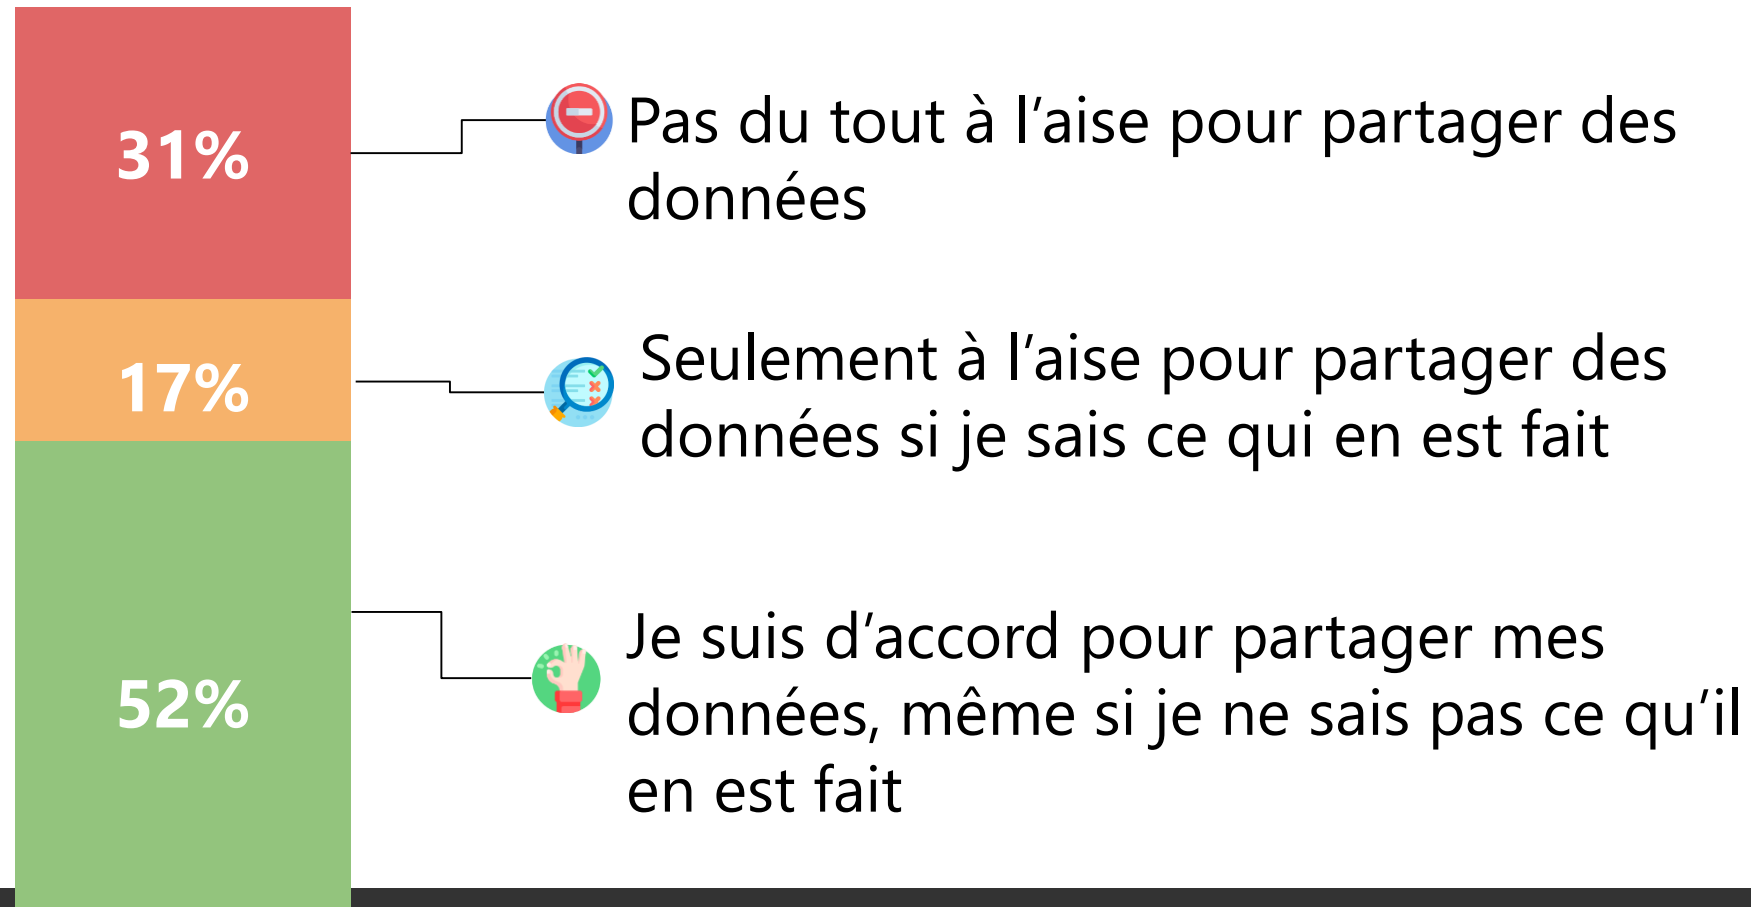 31%
Pas du tout à l’aise pour partager des
données
17%
Seulement à l’aise pour partager des
données si je sais ce qui en est fait
52%
Je suis d’accord pour partager mes
données, même si je ne sais pas ce qu’il
en est fait